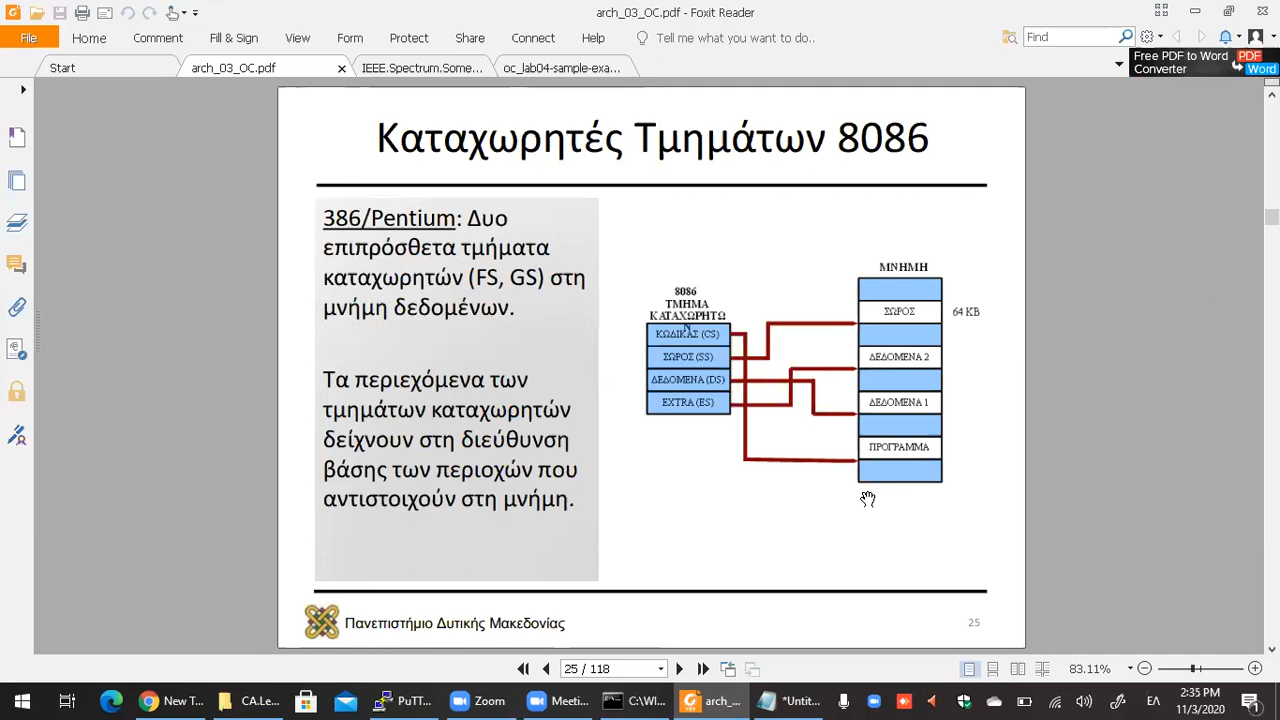 arch_03_OC.pdf - Foxit Reader
File Home Comment Fill & Sign View Form Protect Share Connect Help Tell me what you want to do.. Find
Start arch_03_OC.pdf IEEE.Spectrum.Some... oc_lab04-sample-exa...
Free PDF to Word PDF
Converter Word
Καταχωρητές Τμημάτων 8086
386/Pentium: Δυο
επιπρόσθετα τμήματα
καταχωρητών (FS, GS) στη
μνήμη δεδομένων.
Τα περιεχόμενα των
τμημάτων καταχωρητών
δείχνουν στη διεύθυνση
βάσης των περιοχών που
αντιστοιχούν στη μνήμη.
8086
ΤΜΗΜΑ
ΚΑΤΑΧΩΡΗΤΩ
Ν
ΚΩΔΙΚΑΣ (CS)
ΣΩΡΟΣ (SS)
ΔΕΔΟΜΕΝΑ (DS)
EXTRA (ES)
ΜΝΗΜΗ
ΣΩΡΟΣ 64 KB
ΔΕΔΟΜΕΝΑ 2
ΔΕΔΟΜΕΝΑ 1
ΠΡΟΓΡΑΜΜΑ
Πανεπιστήμιο Δυτικής Μακεδονίας
25
25 / 118 83.11%
New T... CA.Le... PuTT... Zoom Meeti... C:\WI... arch_... *Untit... ΕΛ 2:35 PM
11/3/2020